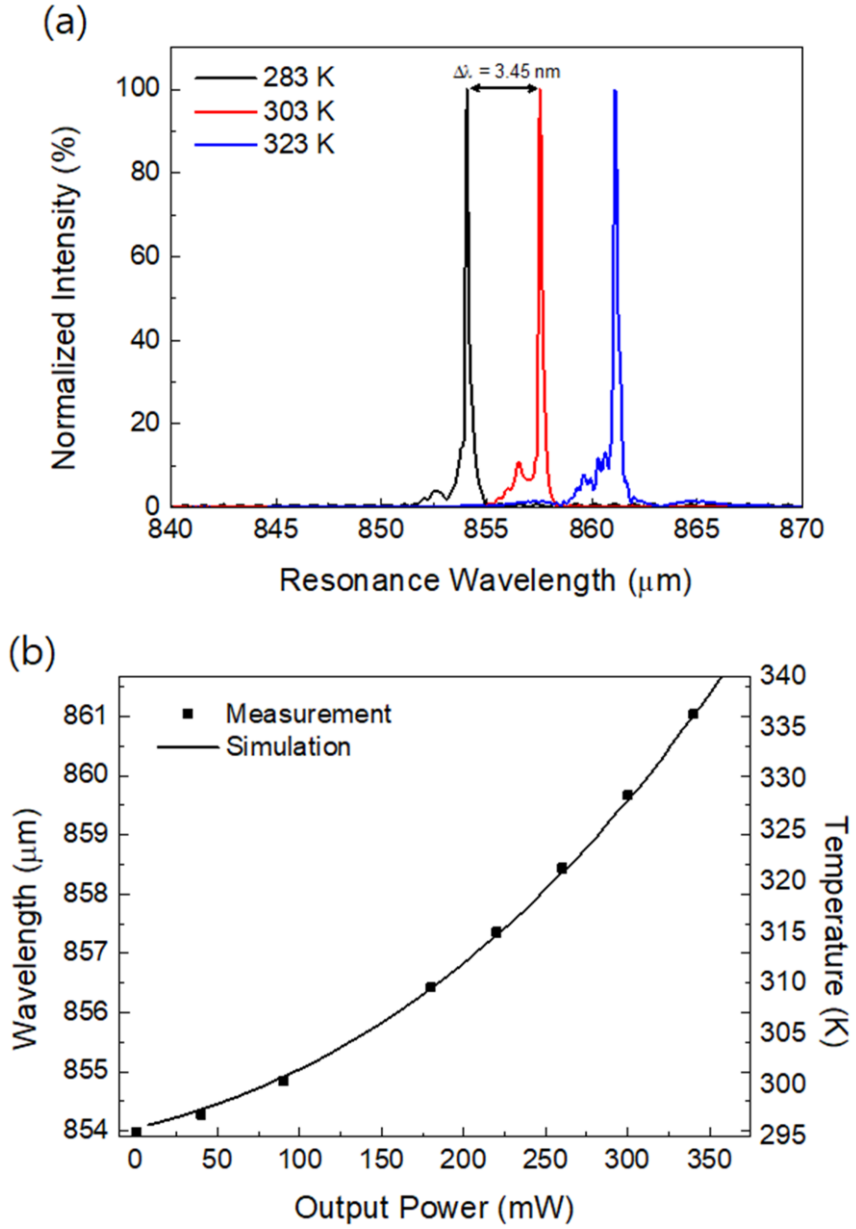 (a)
283 K
303 K
323 K
Δλ = 3.45 nm
100
80
60
40
20
0
Normalized Intensity (%)
840 845 850 855 860 865 870
Resonance Wavelength (μm)
(b)
Measurement
Simulation
861
860
859
858
857
856
855
854
Wavelength (μm)
340
335
330
325
320
315
310
305
300
295
Temperature (K)
0 50 100 150 200 250 300 350
Output Power (mW)